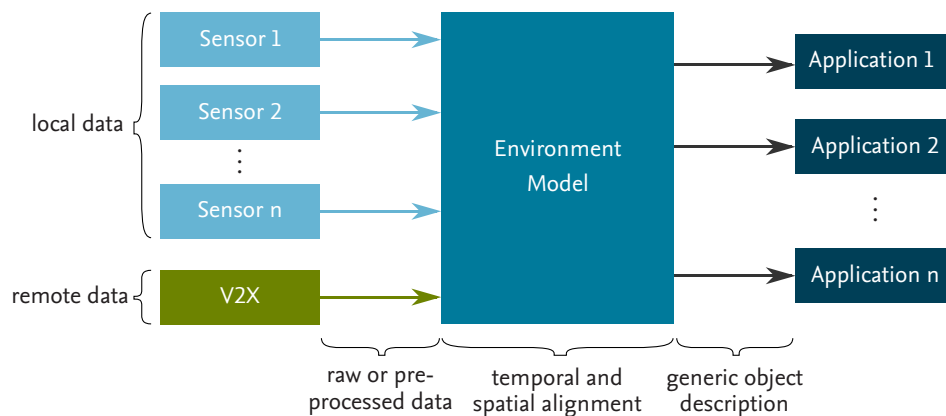 Sensor 1
Sensor 2
Sensor n
local data
V2X
remote data
Environment
Model
Application 1
Application 2
Application n
raw or pre-
processed data
temporal and
spatial alignment
generic object
description